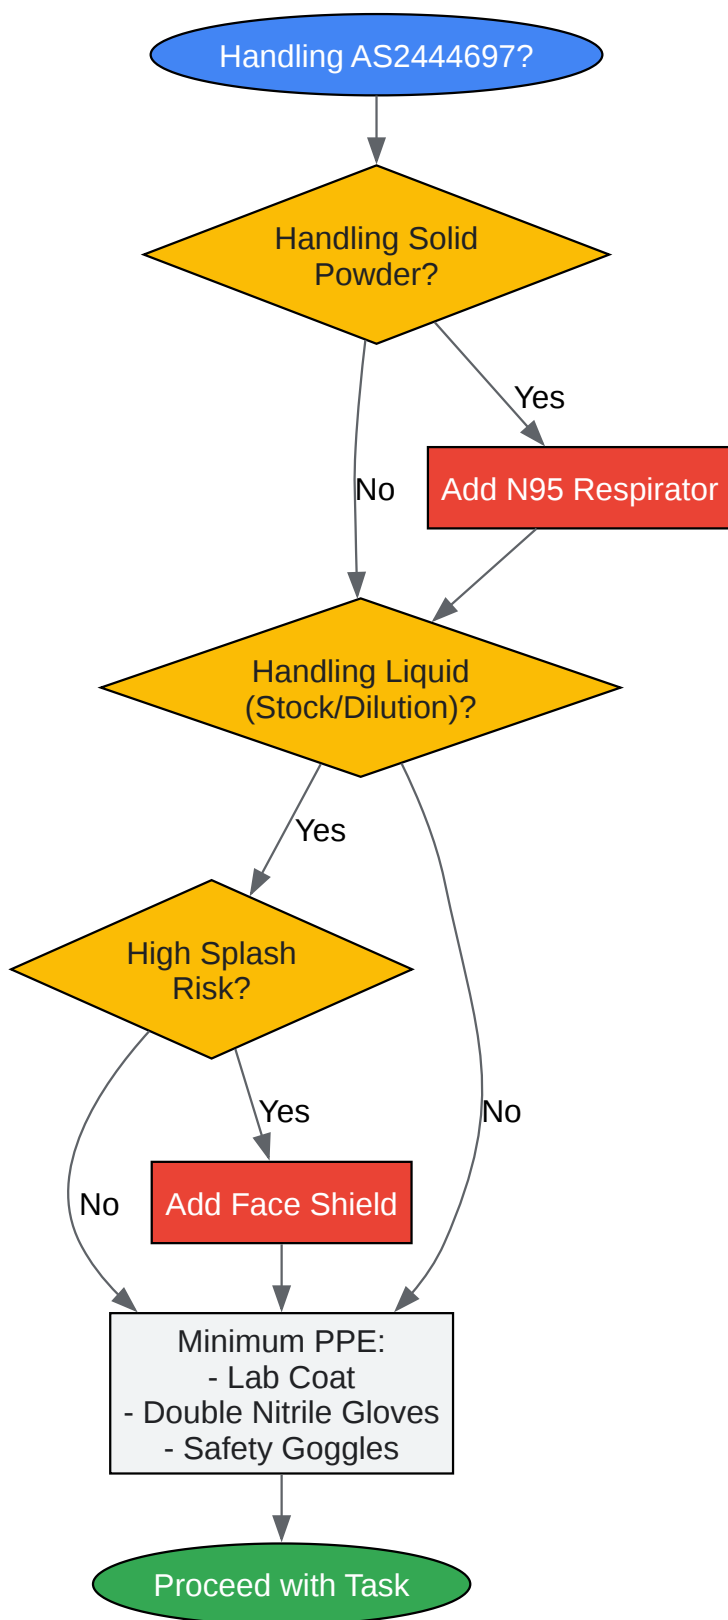 Handling AS2444697?
Handling Solid
Powder?
Yes
No
Add N95 Respirator
Handling Liquid
(Stock/Dilution)?
Yes
High Splash
Risk?
Yes
No
No
Add Face Shield
Minimum PPE:
- Lab Coat
- Double Nitrile Gloves
- Safety Goggles
Proceed with Task